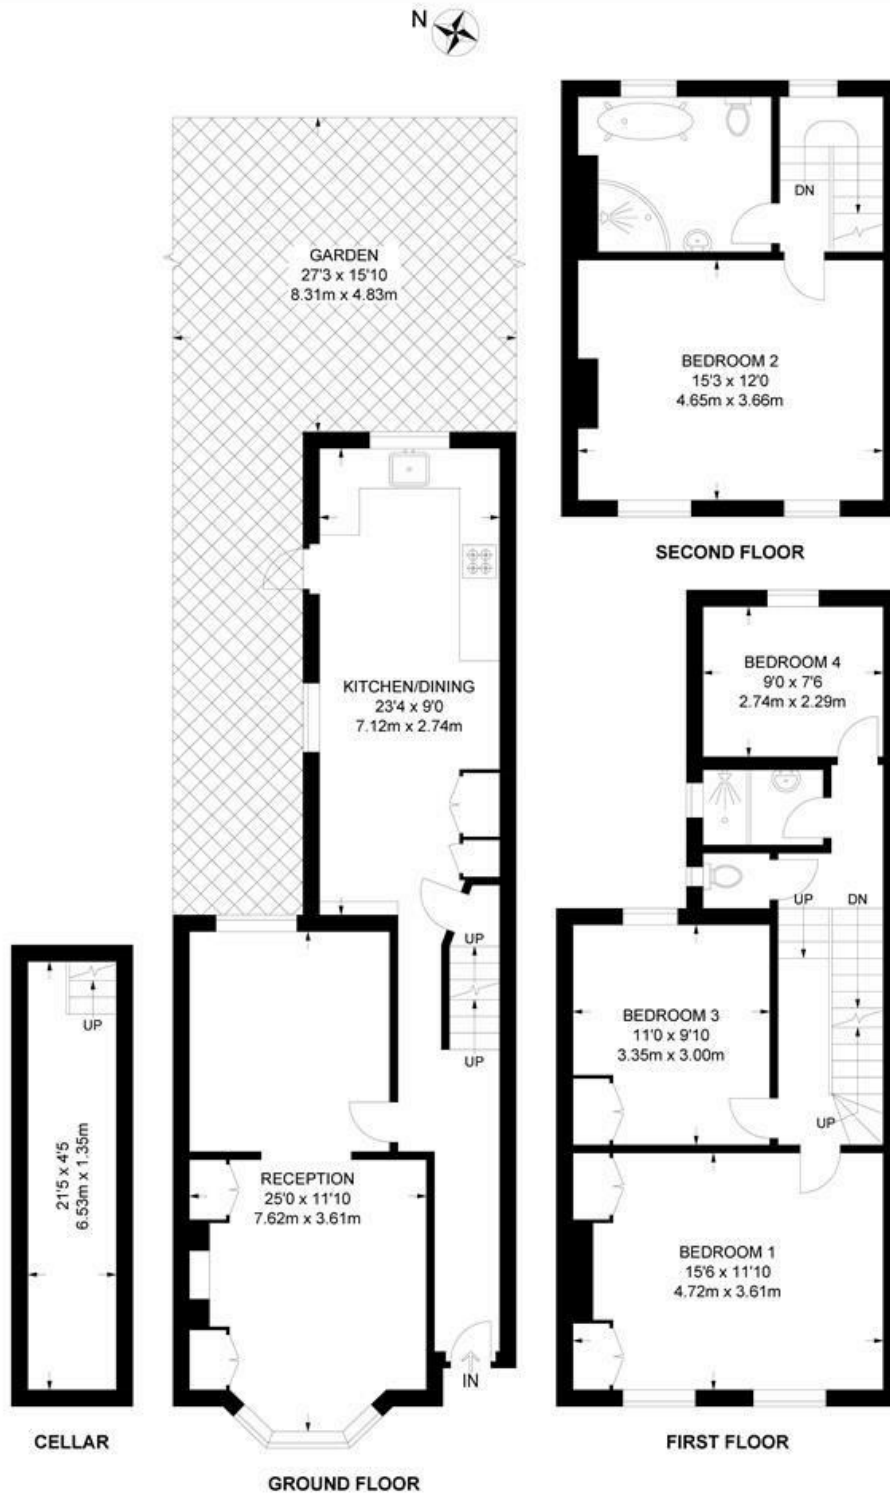 N
GARDEN
27'3 x 15'10
8.31m x 4.83m
KITCHEN/DINING
23'4 x 9'0
7.12m x 2.74m
UP
UP
RECEPTION
25'0 x 11'10
7.62m x 3.61m
IN
GROUND FLOOR
UP
21'5 x 4'5
6.53m x 1.35m
CELLAR
DN
BEDROOM 2
15'3 x 12'0
4.65m x 3.66m
SECOND FLOOR
BEDROOM 4
9'0 x 7'6
2.74m x 2.29m
UP
DN
BEDROOM 3
11'0 x 9'10
3.35m x 3.00m
UP
BEDROOM 1
15'6 x 11'10
4.72m x 3.61m
FIRST FLOOR